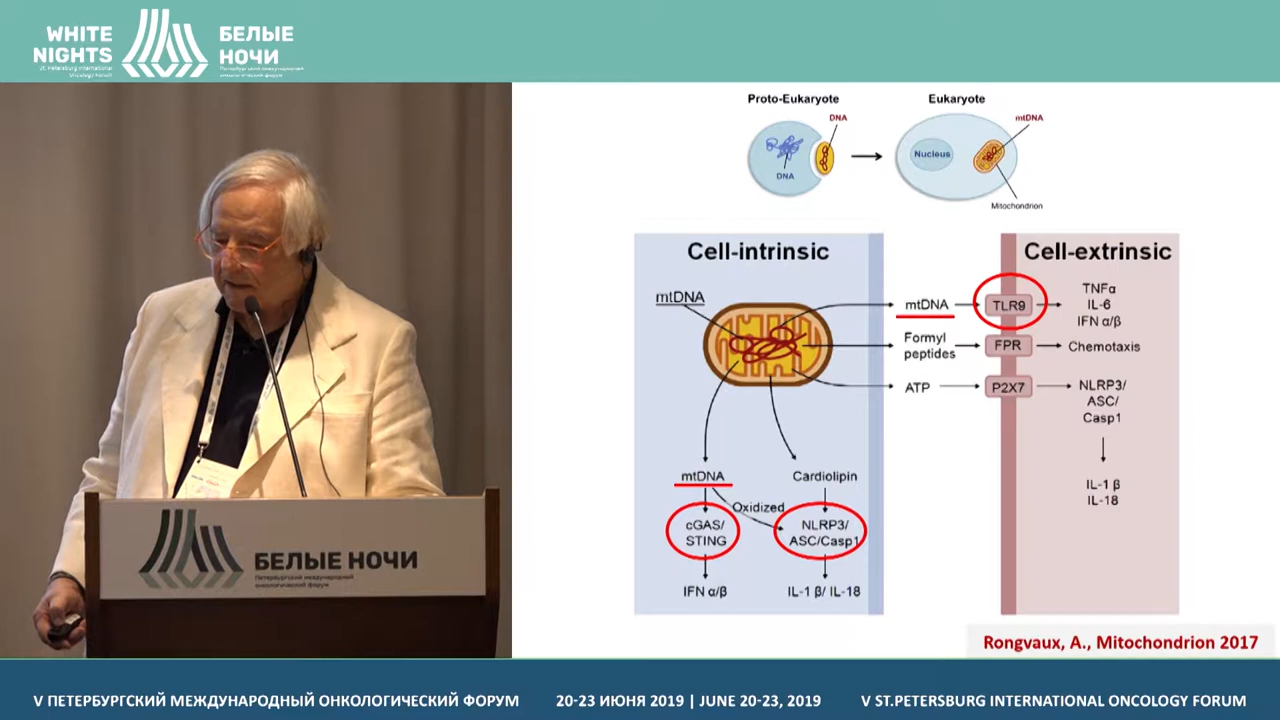 WHITE
NIGHTS
St. Petersburg International
Oncology Forum
БЕЛЫЕ
НОЧИ
Петербургский международный
онкологический форум
Proto-Eukaryote
DNA
DNA
Eukaryote
mtDNA
Nucleus
Mitochondrion
Cell-intrinsic
mtDNA
mtDNA
Oxidized
cGAS/
STING
IFN α/β
Cardiolipin
NLRP3/
ASC/Casp1
IL-1 β/ IL-18
mtDNA
Formyl
peptides
ATP
Cell-extrinsic
TLR9
FPR
P2X7
TNFα
IL-6
IFN α/β
Chemotaxis
NLRP3/
ASC/
Casp1
IL-1 β
IL-18
Rongvaux, A., Mitochondrion 2017
БЕЛЫЕ НОЧИ
Петербургский международный
онкологический форум
V ПЕТЕРБУРГСКИЙ МЕЖДУНАРОДНЫЙ ОНКОЛОГИЧЕСКИЙ ФОРУМ
20-23 ИЮНЯ 2019 | JUNE 20-23, 2019
V ST.PETERSBURG INTERNATIONAL ONCOLOGY FORUM